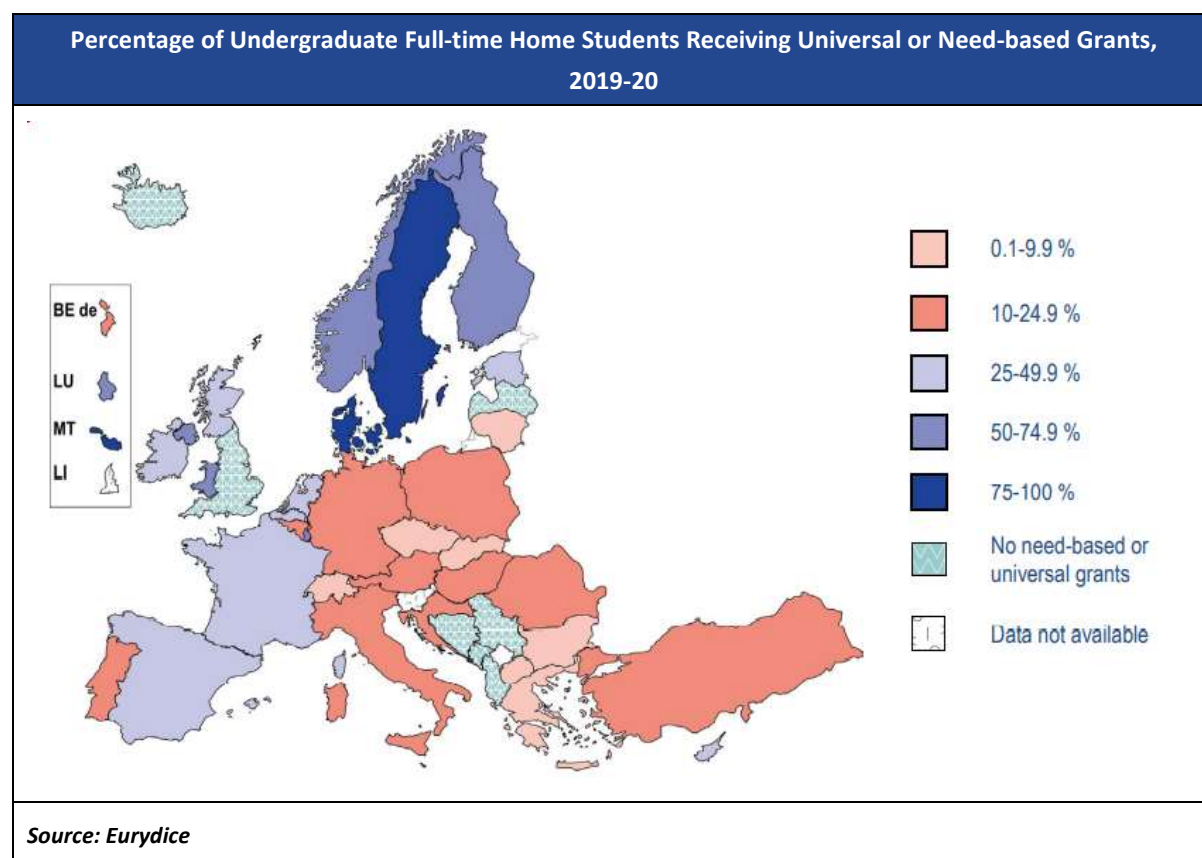 Percentage of Undergraduate Full-time Home Students Receiving Universal or Need-based Grants,
2019-20
BE de
LU
MT
LI
0.1-9.9 %
10-24.9 %
25-49.9 %
50-74.9 %
75-100 %
No need-based or
universal grants
Data not available
Source: Eurydice